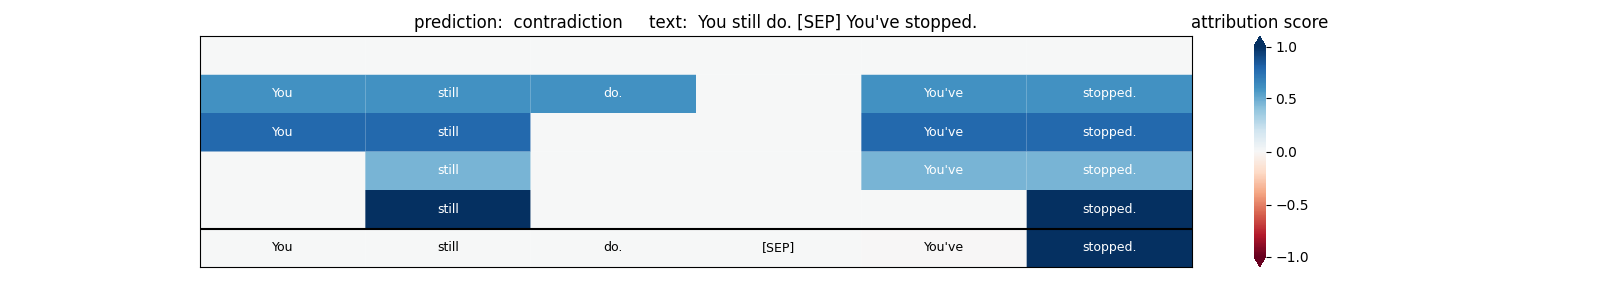 prediction:  contradiction     text:  You still do. [SEP] You've stopped.
attribution score
You still do. You've stopped.
You still You've stopped.
still You've stopped.
still stopped.
You still do. [SEP] You've stopped.
1.0
0.5
0.0
−0.5
−1.0